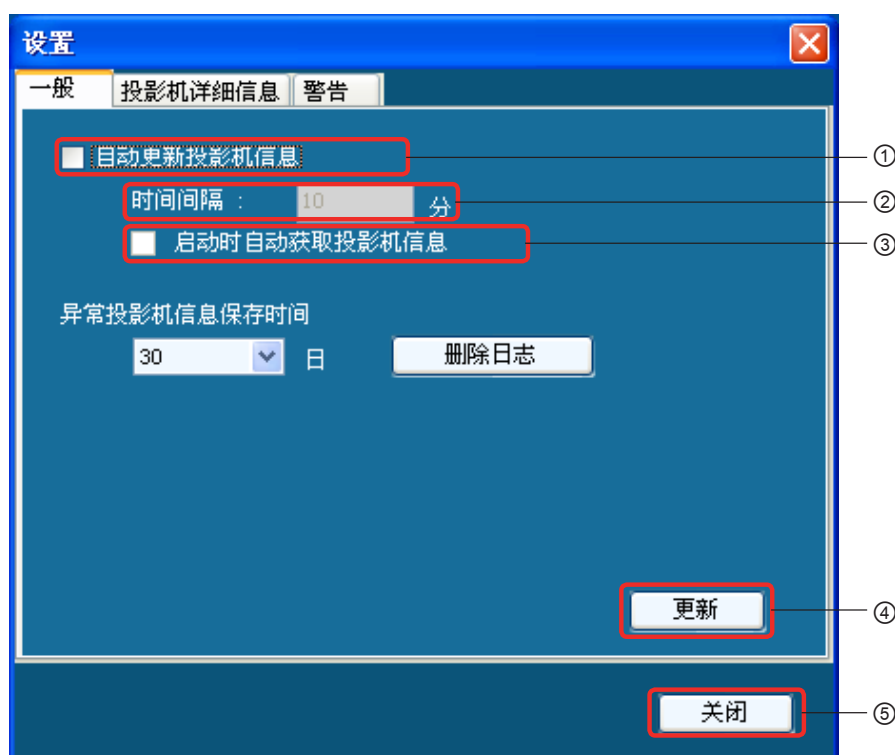 设置
一般 投影机详细信息 警告
自动更新投影机信息 ①
时间间隔 : 10 分 ②
启动时自动获取投影机信息 ③
异常投影机信息保存时间
30 日 删除日志
更新 ④
关闭 ⑤